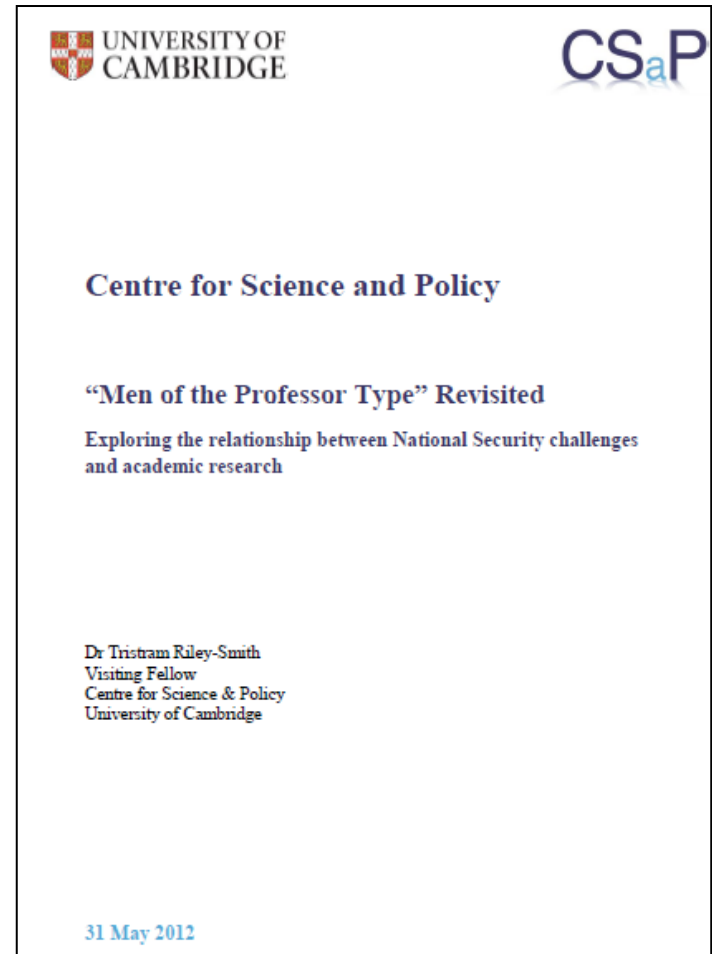 UNIVERSITY OF
CAMBRIDGE
CSaP
Centre for Science and Policy
“Men of the Professor Type” Revisited
Exploring the relationship between National Security challenges
and academic research
Dr Tristram Riley-Smith
Visiting Fellow
Centre for Science & Policy
University of Cambridge
31 May 2012